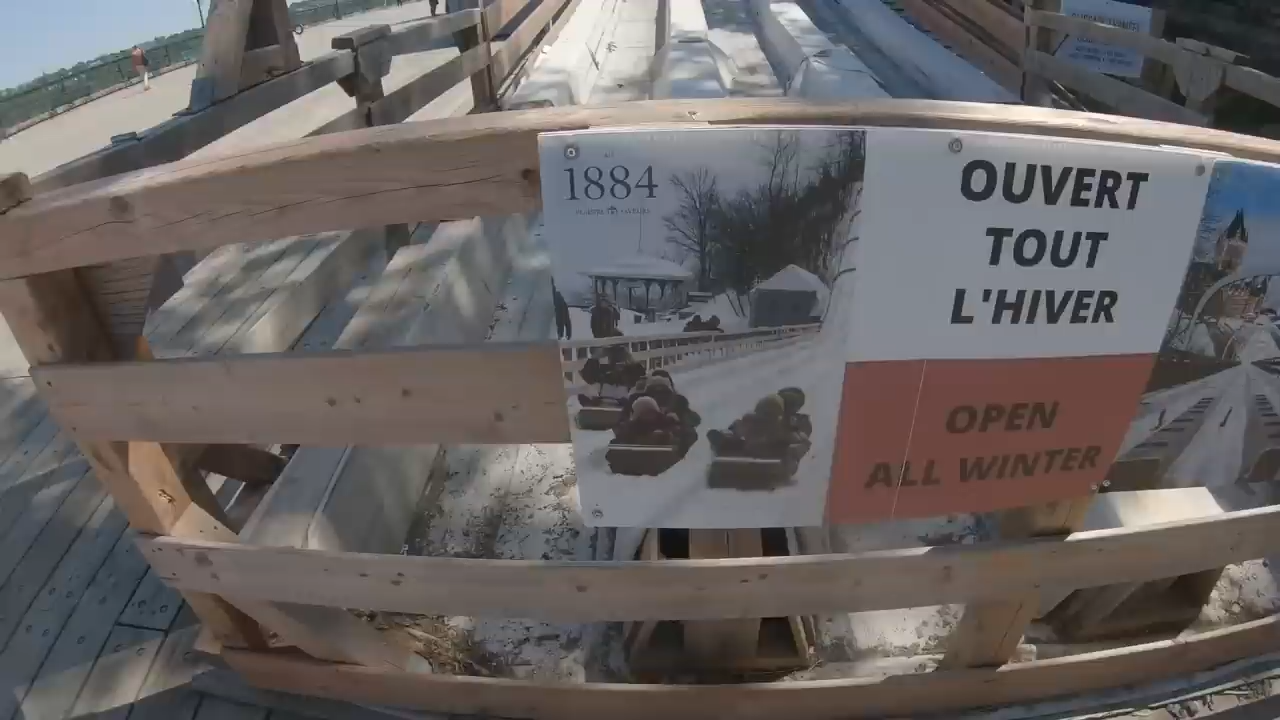 1884
OUVERT
TOUT
L'HIVER
OPEN
ALL WINTER